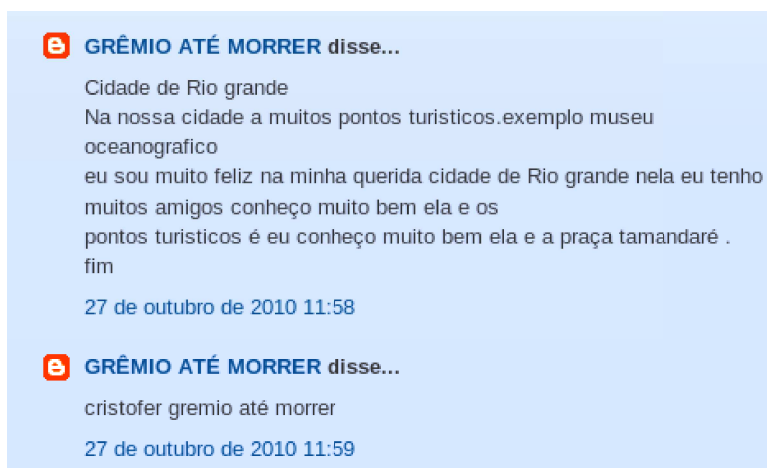 GRÊMIO ATÉ MORRER disse...
Cidade de Rio grande
Na nossa cidade a muitos pontos turisticos.exemplo museu
oceanografico
eu sou muito feliz na minha querida cidade de Rio grande nela eu tenho
muitos amigos conheço muito bem ela e os
pontos turisticos é eu conheço muito bem ela e a praça tamandaré .
fim
27 de outubro de 2010 11:58
GRÊMIO ATÉ MORRER disse...
cristofer gremio até morrer
27 de outubro de 2010 11:59